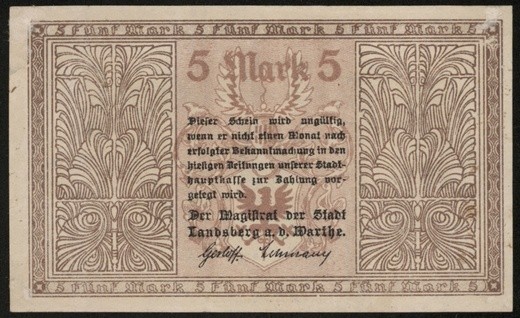 5 Fünf Mark 5 Fünf Mark 5 Fünf Mark 5
5 Mark 5
Dieser Schein wird ungültig,
wenn er nicht einen Monat nach
erfolgter Bekanntmachung in den
hiesigen Zeitungen unserer Stadt-
hauptkasse zur Zahlung vor-
gelegt wird.
Der Magistrat der Stadt
Landsberg a. d. Warthe.
Gerloff
5 Fünf Mark 5 Fünf Mark 5 Fünf Mark 5